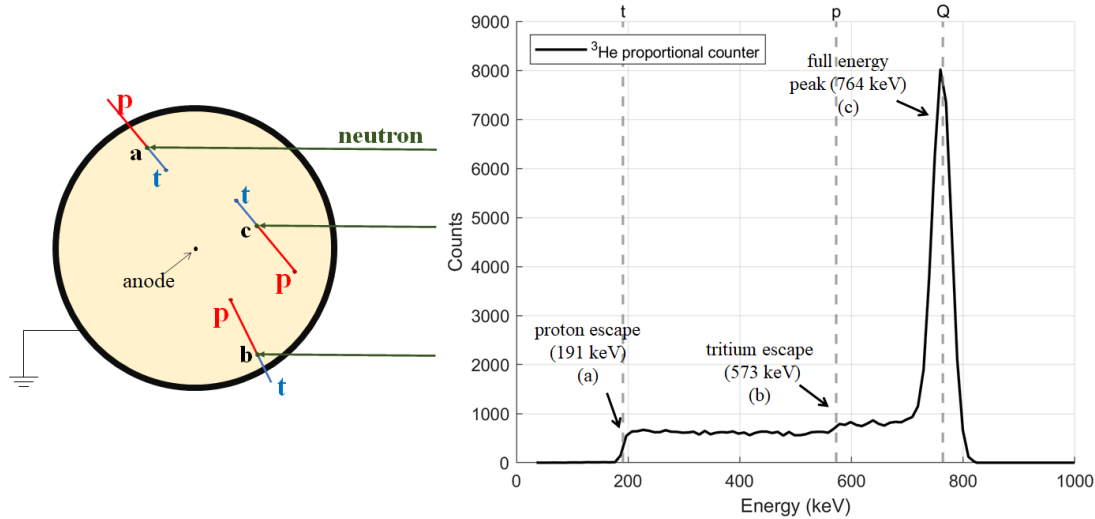 p
a
t
neutron
t
c
p
anode
p
b
t
t
p
Q
³He proportional counter
full energy
peak (764 keV)
(c)
proton escape
(191 keV)
(a)
tritium escape
(573 keV)
(b)
Counts
9000
8000
7000
6000
5000
4000
3000
2000
1000
0
0
200
400
600
800
1000
Energy (keV)